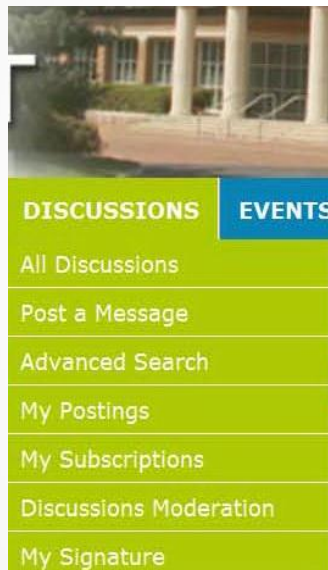 T
DISCUSSIONS EVENTS
All Discussions
Post a Message
Advanced Search
My Postings
My Subscriptions
Discussions Moderation
My Signature